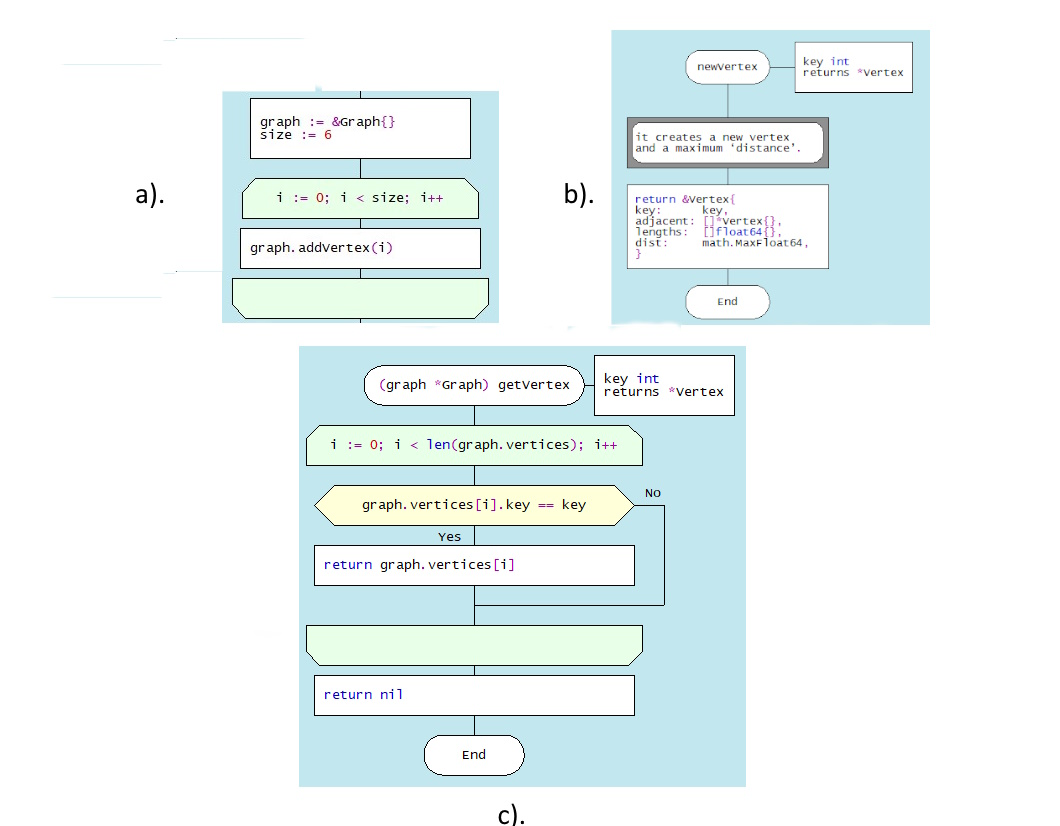 graph := &Graph{}
size := 6
i := 0; i < size; i++
graph.addVertex(i)
a).
newVertex
key int
returns *Vertex
it creates a new vertex
and a maximum ‘distance’.
return &Vertex{
key: key,
adjacent: []*Vertex{},
lengths: []float64{},
dist: math.MaxFloat64,
}
End
b).
(graph *Graph) getVertex
key int
returns *Vertex
i := 0; i < len(graph.vertices); i++
graph.vertices[i].key == key
No
Yes
return graph.vertices[i]
return nil
End
c).